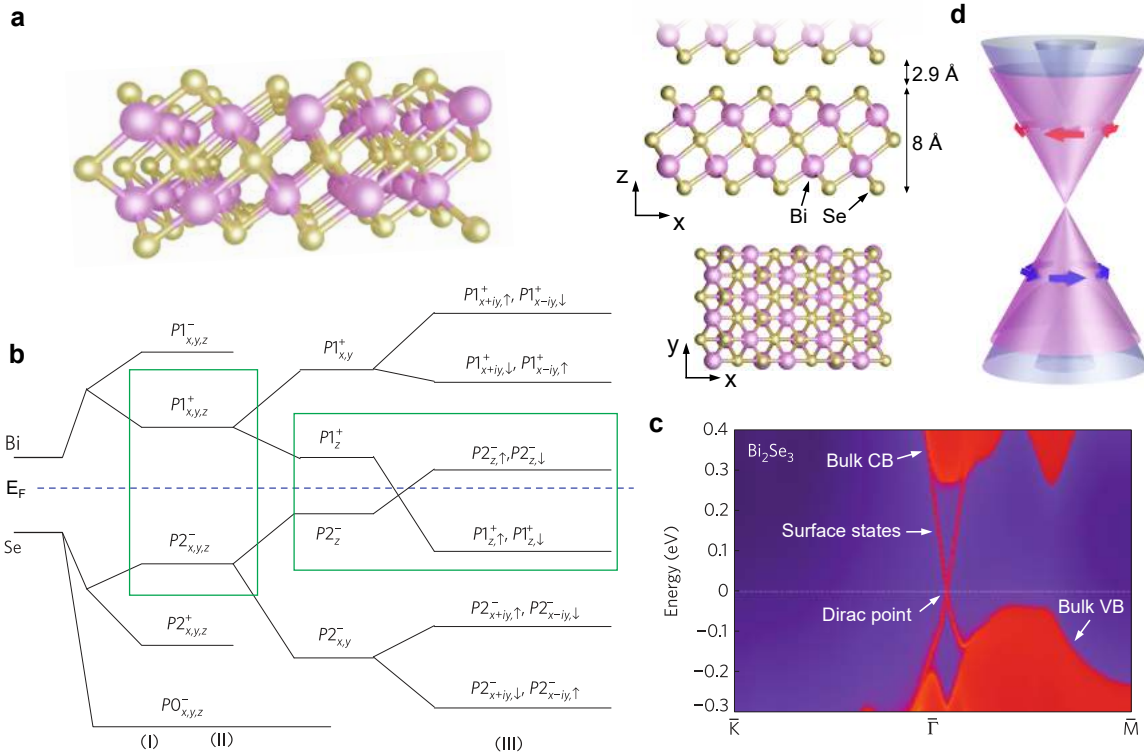 a
2.9 Å
8 Å
z
x
Bi
Se
y
x
d
b
P1⁻x,y,z
P1⁺x,y,z
P1⁺x,y
P1⁺x+iy,↑, P1⁺x−iy,↓
P1⁺x+iy,↓, P1⁺x−iy,↑
P1⁺z
P2⁻z,↑,P2⁻z,↓
Bi
E_F
Se
P2⁻x,y,z
P2⁻z
P1⁺z,↑, P1⁺z,↓
P2⁺x,y,z
P2⁻x,y
P2⁻x+iy,↑, P2⁻x−iy,↓
P2⁻x+iy,↓, P2⁻x−iy,↑
P0⁻x,y,z
(I)
(II)
(III)
c
Bi₂Se₃
Bulk CB
Surface states
Dirac point
Bulk VB
Energy (eV)
0.4
0.3
0.2
0.1
0
−0.1
−0.2
−0.3
K̅
Γ̅
M̅